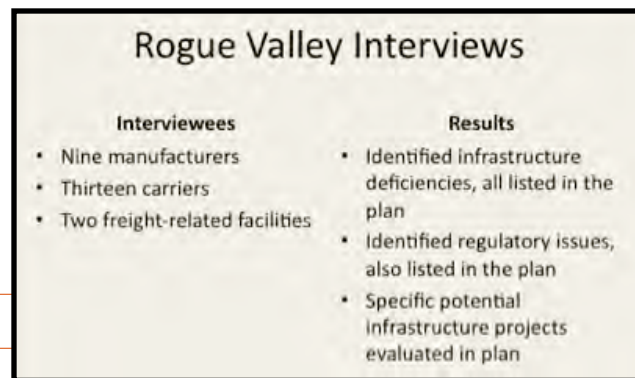 Rogue Valley Interviews
Interviewees
• Nine manufacturers
• Thirteen carriers
• Two freight-related facilities
Results
• Identified infrastructure
deficiencies, all listed in the
plan
• Identified regulatory issues,
also listed in the plan
• Specific potential
infrastructure projects
evaluated in plan